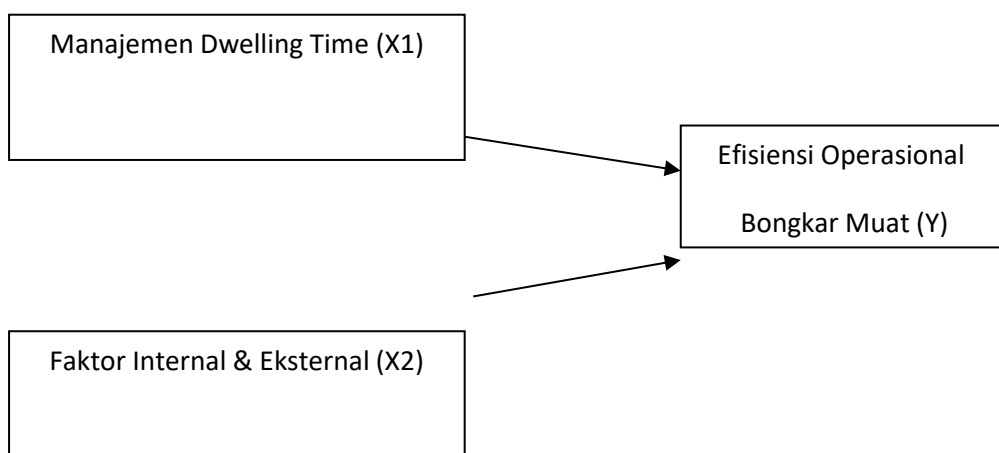 Manajemen Dwelling Time (X1)
Efisiensi Operasional
Bongkar Muat (Y)
Faktor Internal & Eksternal (X2)